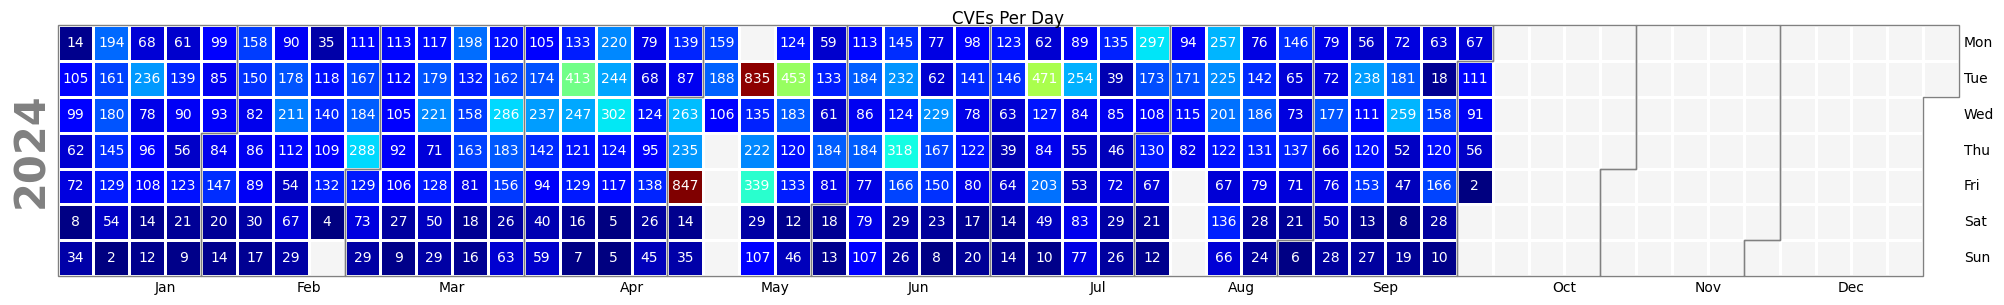 CVEs Per Day
14 194 68 61 99 158 90 35 111 113 117 198 120 105 133 220 79 139 159 124 59 113 145 77 98 123 62 89 135 297 94 257 76 146 79 56 72 63 67 Mon
105 161 236 139 85 150 178 118 167 112 179 132 162 174 413 244 68 87 188 835 453 133 184 232 62 141 146 471 254 39 173 171 225 142 65 72 238 181 18 111 Tue
99 180 78 90 93 82 211 140 184 105 221 158 286 237 247 302 124 263 106 135 183 61 86 124 229 78 63 127 84 85 108 115 201 186 73 177 111 259 158 91 Wed
62 145 96 56 84 86 112 109 288 92 71 163 183 142 121 124 95 235 222 120 184 184 318 167 122 39 84 55 46 130 82 122 131 137 66 120 52 120 56 Thu
72 129 108 123 147 89 54 132 129 106 128 81 156 94 129 117 138 847 339 133 81 77 166 150 80 64 203 53 72 67 67 79 71 76 153 47 166 2 Fri
8 54 14 21 20 30 67 4 73 27 50 18 26 40 16 5 26 14 29 12 18 79 29 23 17 14 49 83 29 21 136 28 21 50 13 8 28 Sat
34 2 12 9 14 17 29 29 9 29 16 63 59 7 5 45 35 107 46 13 107 26 8 20 14 10 77 26 12 66 24 6 28 27 19 10 Sun
2024
Jan Feb Mar Apr May Jun Jul Aug Sep Oct Nov Dec